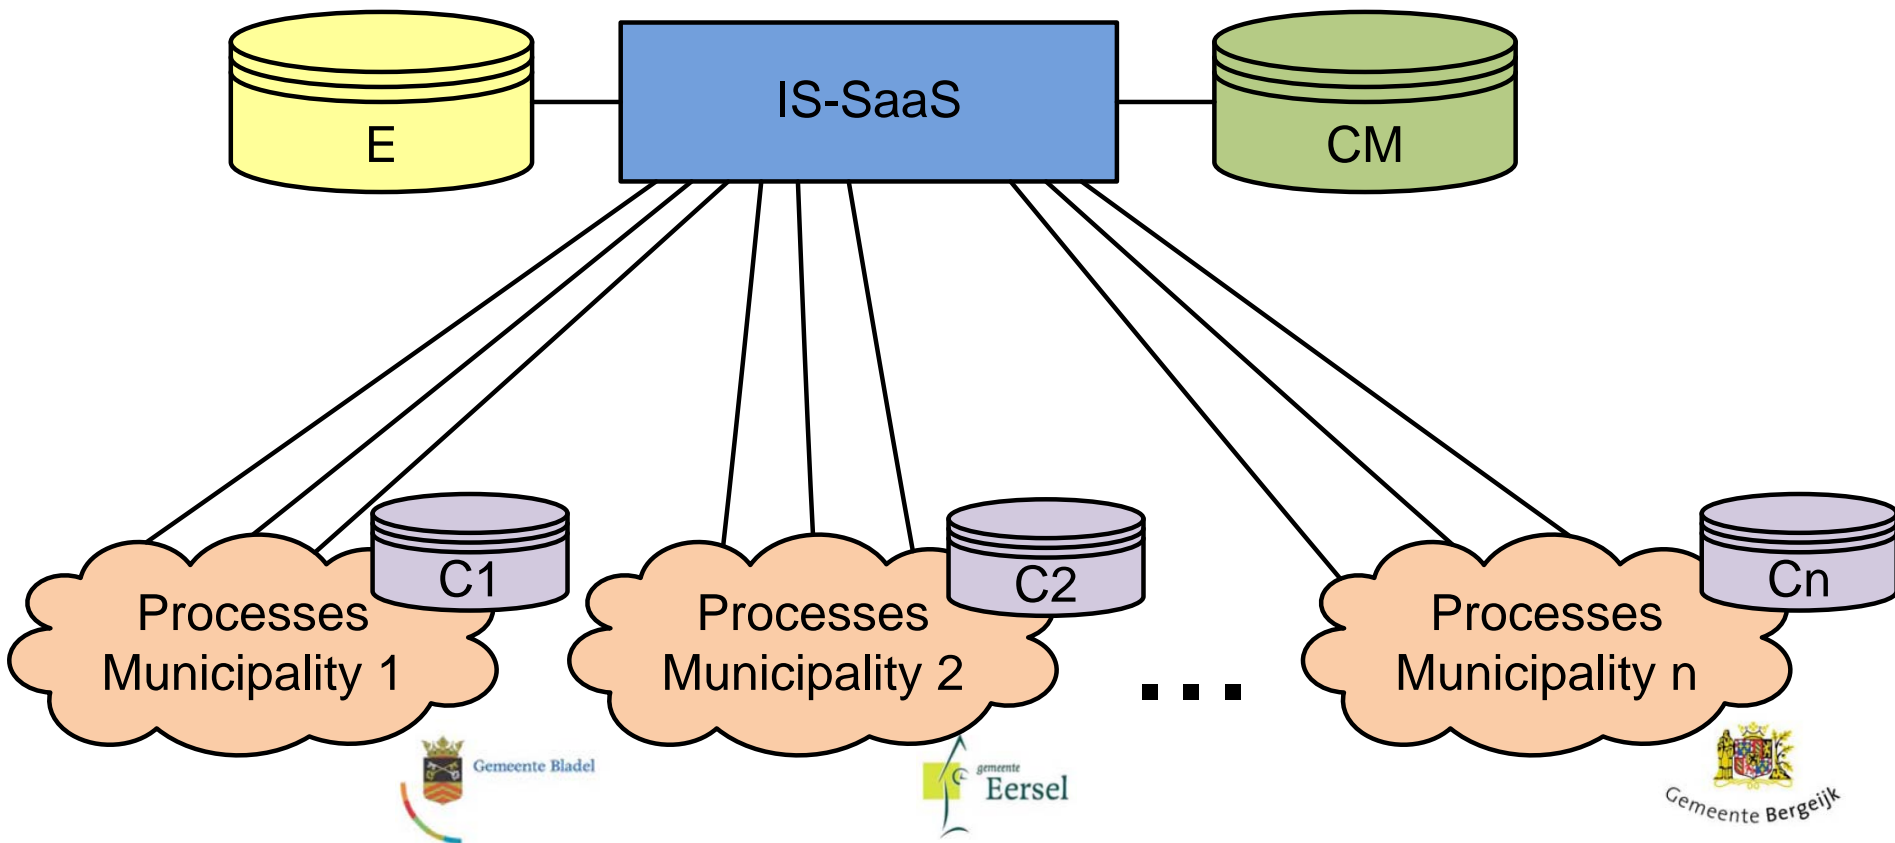 E
IS-SaaS
CM
C1
Processes
Municipality 1
C2
Processes
Municipality 2
...
Cn
Processes
Municipality n
Gemeente Bladel
gemeente
Eersel
Gemeente Bergeijk